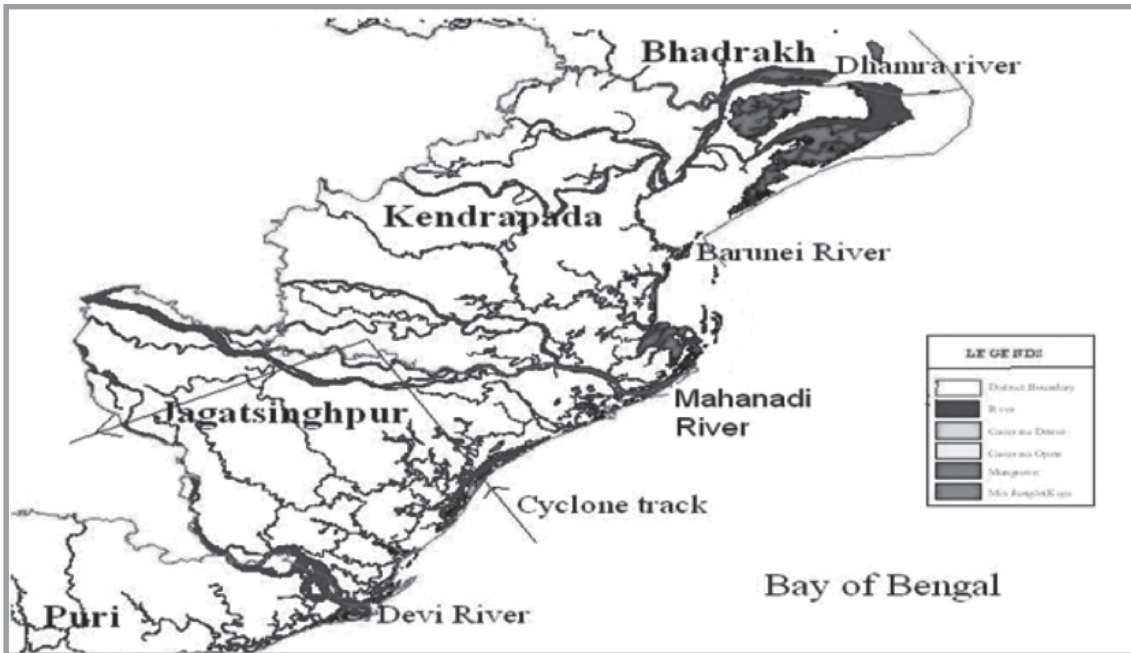 Bhadrakh
Dhamra river
Kendrapada
Barunei River
LEGENDS
District Boundary
River
Mangrove
Jagatsinghpur
Mahanadi
River
Cyclone track
Bay of Bengal
Puri
Devi River